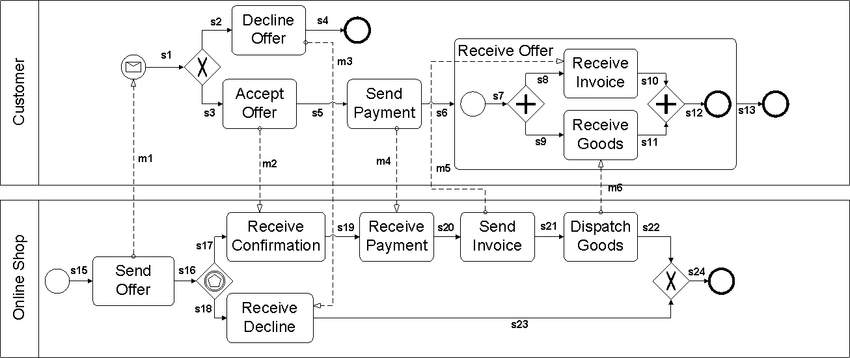 Customer
Decline
Offer
s1
s2
s3
s4
m3
Accept
Offer
s5
Send
Payment
s6
Receive Offer
s7
s8
s9
Receive
Invoice
Receive
Goods
s10
s11
s12
s13
m1
m2
m4
m5
m6
Online Shop
s15
Send
Offer
s16
s17
s18
Receive
Confirmation
s19
Receive
Payment
s20
Send
Invoice
s21
Dispatch
Goods
s22
Receive
Decline
s23
s24